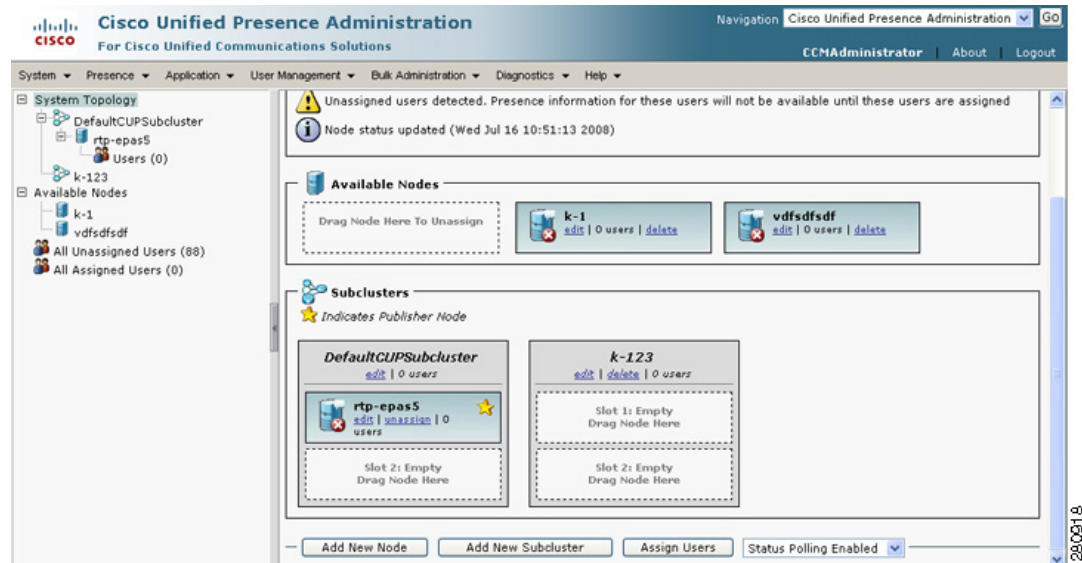 CISCO
Cisco Unified Presence Administration
For Cisco Unified Communications Solutions
Navigation Cisco Unified Presence Administration Go
CCMAdministrator | About | Logout
System Presence Application User Management Bulk Administration Diagnostics Help
System Topology
DefaultCUPSubcluster
rtp-epas5
Users (0)
k-123
Available Nodes
k-1
vdfsdfsdf
All Unassigned Users (88)
All Assigned Users (0)
Unassigned users detected. Presence information for these users will not be available until these users are assigned
Node status updated (Wed Jul 16 10:51:13 2008)
Available Nodes
Drag Node Here To Unassign
k-1
edit | 0 users | delete
vdfsdfsdf
edit | 0 users | delete
Subclusters
Indicates Publisher Node
DefaultCUPSubcluster
edit | 0 users
rtp-epas5
edit | unassign | 0
users
Slot 2: Empty
Drag Node Here
k-123
edit | delete | 0 users
Slot 1: Empty
Drag Node Here
Slot 2: Empty
Drag Node Here
Add New Node Add New Subcluster Assign Users Status Polling Enabled
280918